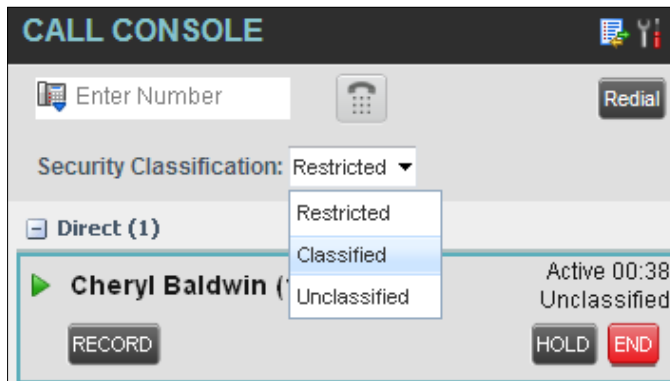 CALL CONSOLE
Enter Number
Redial
Security Classification: Restricted
Restricted
Direct (1)
Classified
Cheryl Baldwin (
Active 00:38
Unclassified
Unclassified
RECORD
HOLD END